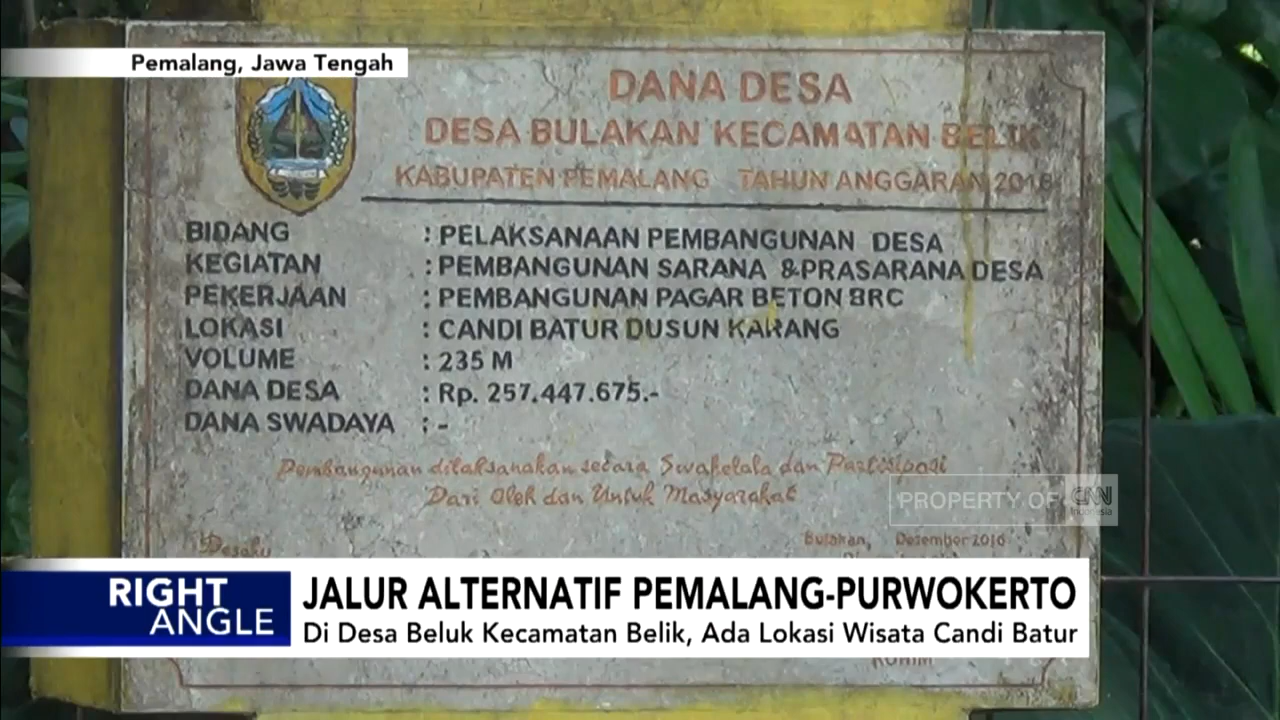 Pemalang, Jawa Tengah
DANA DESA
DESA BULAKAN KECAMATAN BELIK
KABUPATEN PEMALANG TAHUN ANGGARAN
BIDANG : PELAKSANAAN PEMBANGUNAN DESA
KEGIATAN : PEMBANGUNAN SARANA &PRASARANA DESA
PEKERJAAN : PEMBANGUNAN PAGAR BETON BRC
LOKASI : CANDI BATUR DUSUN KARANG
VOLUME : 235 M
DANA DESA : Rp. 257.447.675.-
DANA SWADAYA : -
Pembangunan dilaksanakan secara Swakelola dan Partisipasi
Dari Oleh dan Untuk Masyarakat
PROPERTY OF CNN Indonesia
Bulakan, Desember 2016
RIGHT ANGLE
JALUR ALTERNATIF PEMALANG-PURWOKERTO
Di Desa Beluk Kecamatan Belik, Ada Lokasi Wisata Candi Batur
ROHIM